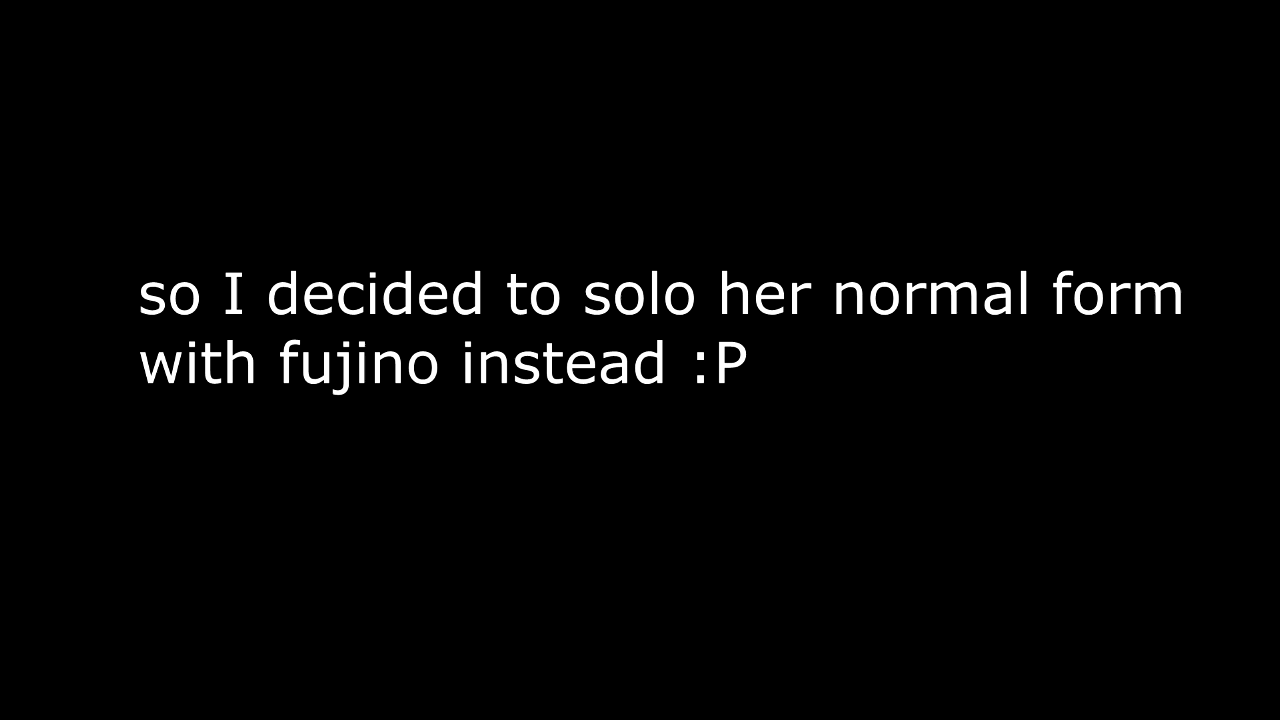 so I decided to solo her normal form
with fujino instead :P